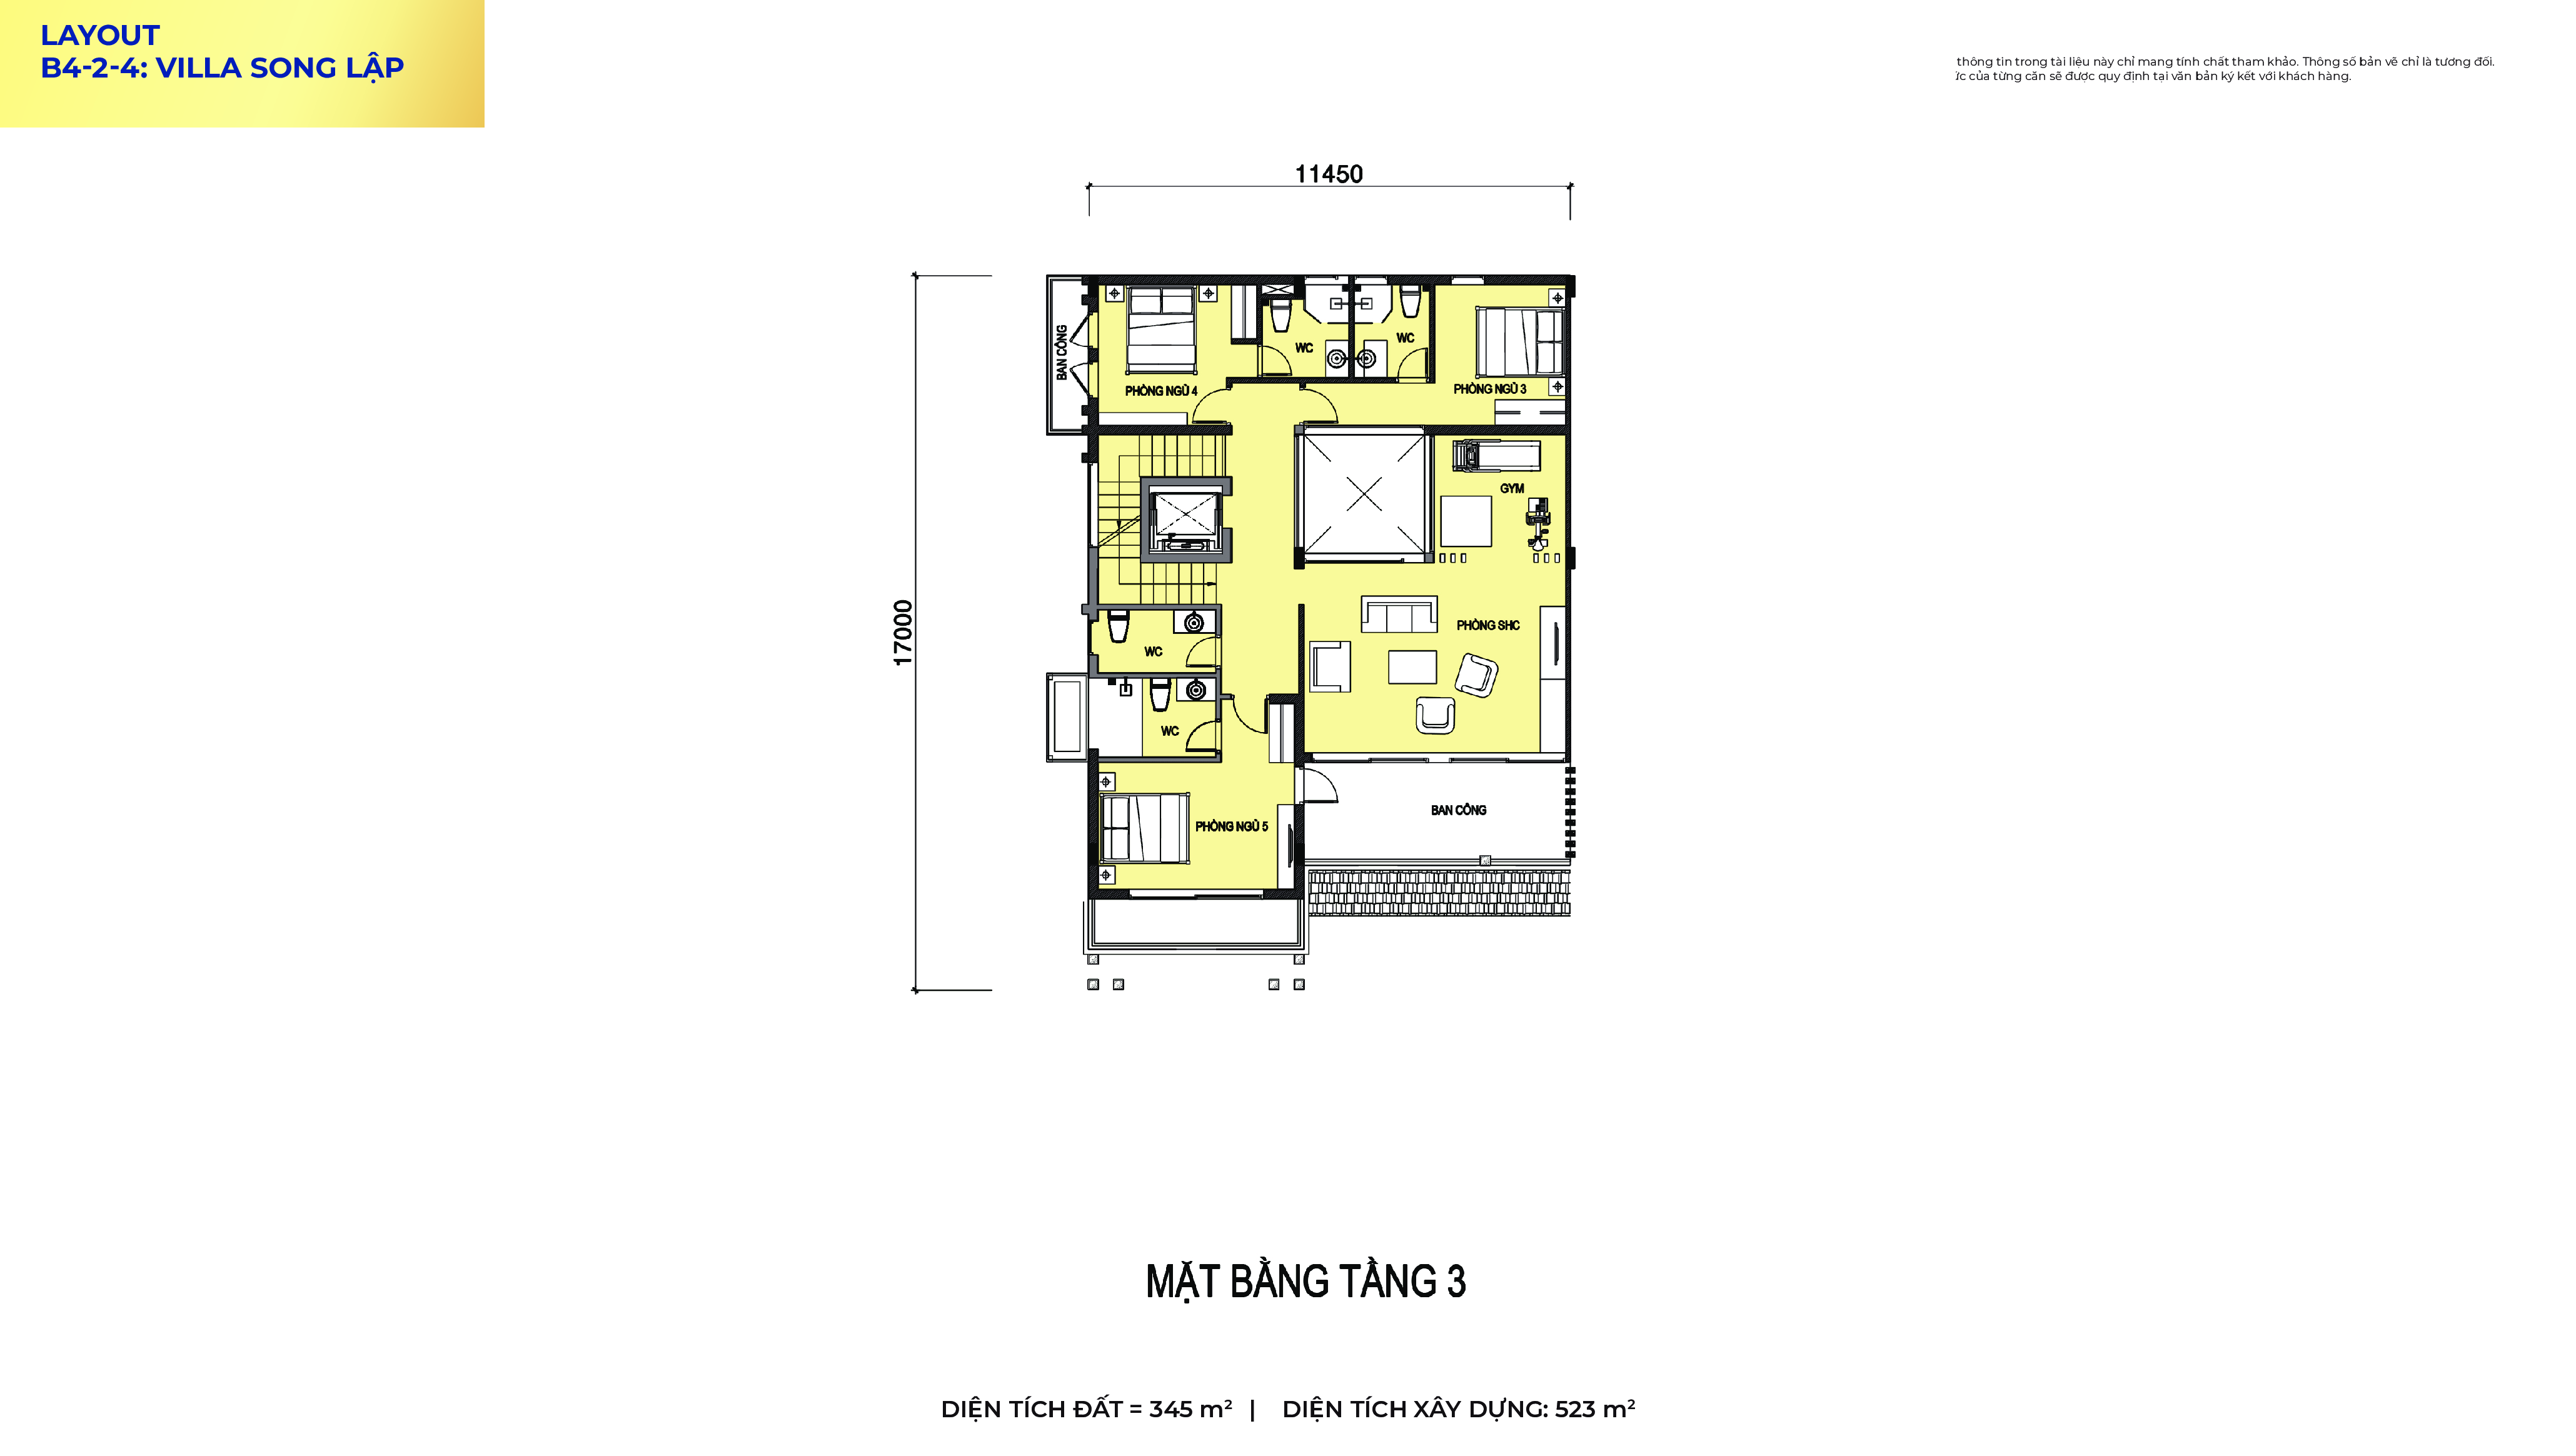 LAYOUT
B4-2-4: VILLA SONG LẬP
thông tin trong tài liệu này chỉ mang tính chất tham khảo. Thông số bản vẽ chỉ là tương đối.
của từng căn sẽ được quy định tại văn bản ký kết với khách hàng.
11450
17000
BAN CÔNG
PHÒNG NGỦ 4
WC
WC
PHÒNG NGỦ 3
GYM
PHÒNG SHC
WC
WC
PHÒNG NGỦ 5
BAN CÔNG
MẶT BẰNG TẦNG 3
DIỆN TÍCH ĐẤT = 345 m² | DIỆN TÍCH XÂY DỰNG: 523 m²